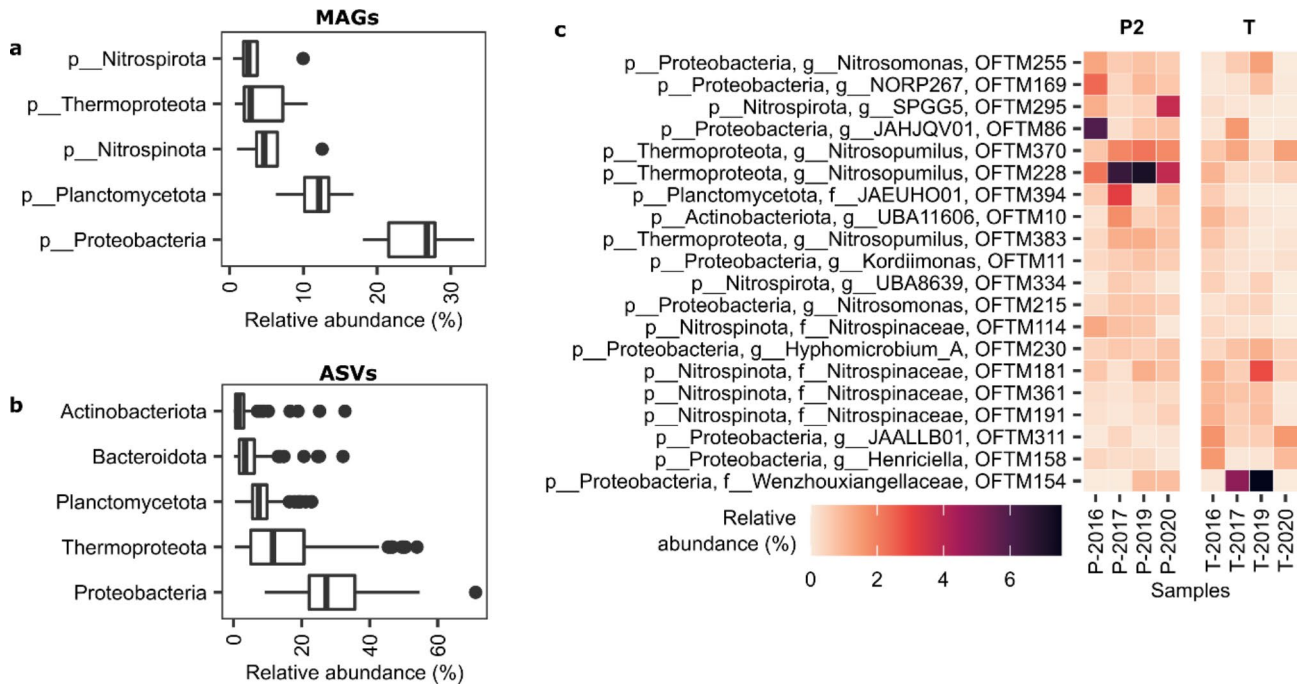 MAGs
a
p__Nitrospirota
p__Thermoproteota
p__Nitrospinota
p__Planctomycetota
p__Proteobacteria
0
10
20
30
Relative abundance (%)
ASVs
b
Actinobacteriota
Bacteroidota
Planctomycetota
Thermoproteota
Proteobacteria
0
20
40
60
Relative abundance (%)
c
P2
T
p__Proteobacteria, g__Nitrosomonas, OFTM255
p__Proteobacteria, g__NORP267, OFTM169
p__Nitrospirota, g__SPGG5, OFTM295
p__Proteobacteria, g__JAHJQV01, OFTM86
p__Thermoproteota, g__Nitrosopumilus, OFTM370
p__Thermoproteota, g__Nitrosopumilus, OFTM228
p__Planctomycetota, f__JAEUHO01, OFTM394
p__Actinobacteriota, g__UBA11606, OFTM10
p__Thermoproteota, g__Nitrosopumilus, OFTM383
p__Proteobacteria, g__Kordiimonas, OFTM11
p__Nitrospirota, g__UBA8639, OFTM334
p__Proteobacteria, g__Nitrosomonas, OFTM215
p__Nitrospinota, f__Nitrospinaceae, OFTM114
p__Proteobacteria, g__Hyphomicrobium_A, OFTM230
p__Nitrospinota, f__Nitrospinaceae, OFTM181
p__Nitrospinota, f__Nitrospinaceae, OFTM361
p__Nitrospinota, f__Nitrospinaceae, OFTM191
p__Proteobacteria, g__JAALLB01, OFTM311
p__Proteobacteria, g__Henriciella, OFTM158
p__Proteobacteria, f__Wenzhouxiangellaceae, OFTM154
Relative
abundance (%)
0
2
4
6
P-2016
P-2017
P-2019
P-2020
T-2016
T-2017
T-2019
T-2020
Samples